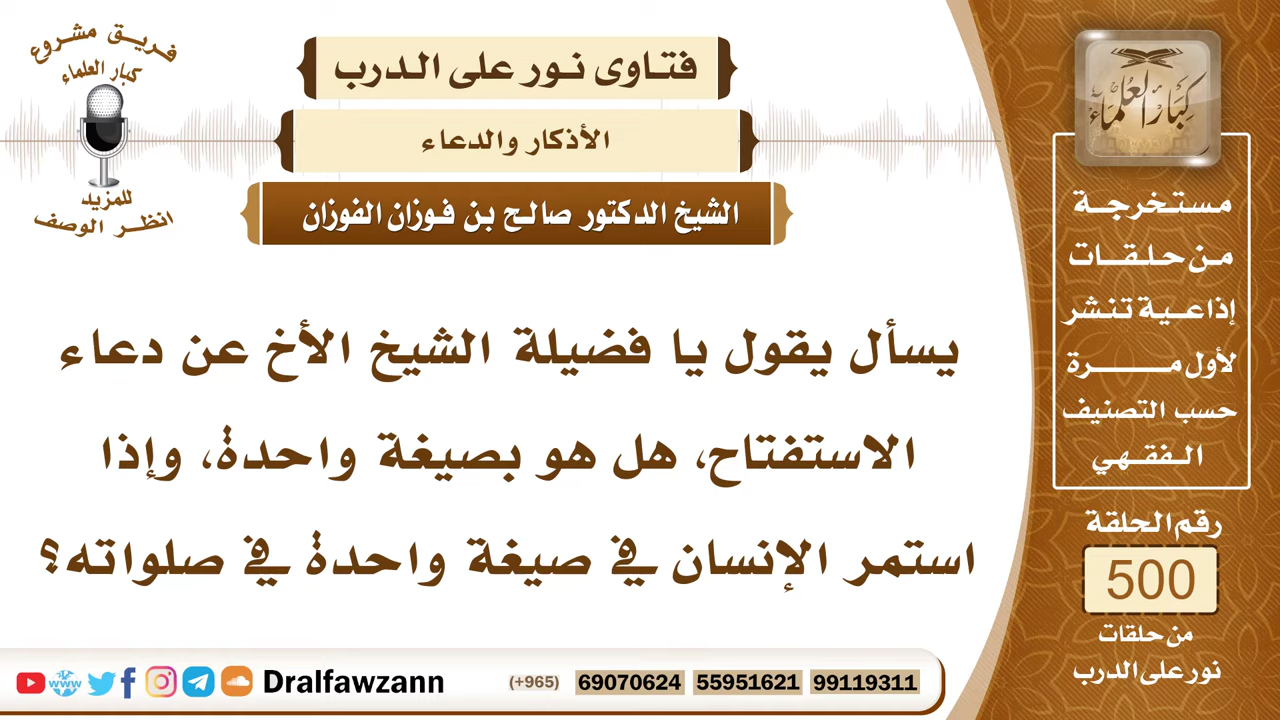 فريق مشروع
كبار العلماء
للمزيد
انظر الوصف
فتاوى نور على الدرب
الأذكار والدعاء
الشيخ الدكتور صالح بن فوزان الفوزان
يسأل يقول يا فضيلة الشيخ الأخ عن دعاء
الاستفتاح، هل هو بصيغة واحدة، وإذا
استمر الإنسان في صيغة واحدة في صلواته؟
كبار العلماء
مستخرجة
من حلقات
إذاعية تنشر
لأول مرة
حسب التصنيف
الفقهي
رقم الحلقة
500
من حلقات
نور على الدرب
www
Dralfawzann (+965) 69070624 55951621 99119311